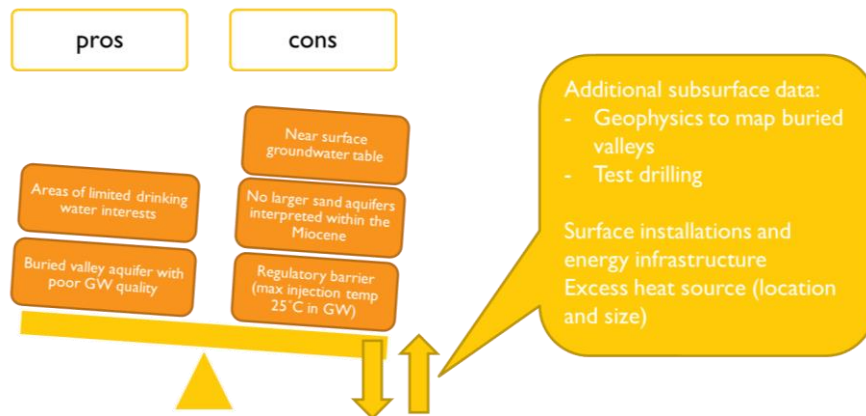 pros
cons
Near surface
groundwater table
Areas of limited drinking
water interests
No larger sand aquifers
interpreted within the
Miocene
Buried valley aquifer with
poor GW quality
Regulatory barrier
(max injection temp
25˚C in GW)
Additional subsurface data:
- Geophysics to map buried
valleys
- Test drilling
Surface installations and
energy infrastructure
Excess heat source (location
and size)